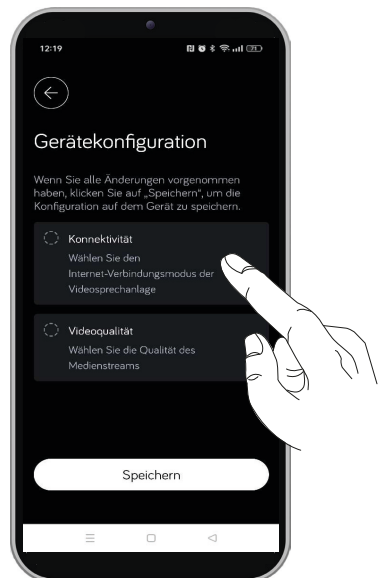 12:19
71
Gerätekonfiguration
Wenn Sie alle Änderungen vorgenommen
haben, klicken Sie auf „Speichern“, um die
Konfiguration auf dem Gerät zu speichern.
Konnektivität
Wählen Sie den
Internet-Verbindungsmodus der
Videosprechanlage
Videoqualität
Wählen Sie die Qualität des
Medienstreams
Speichern